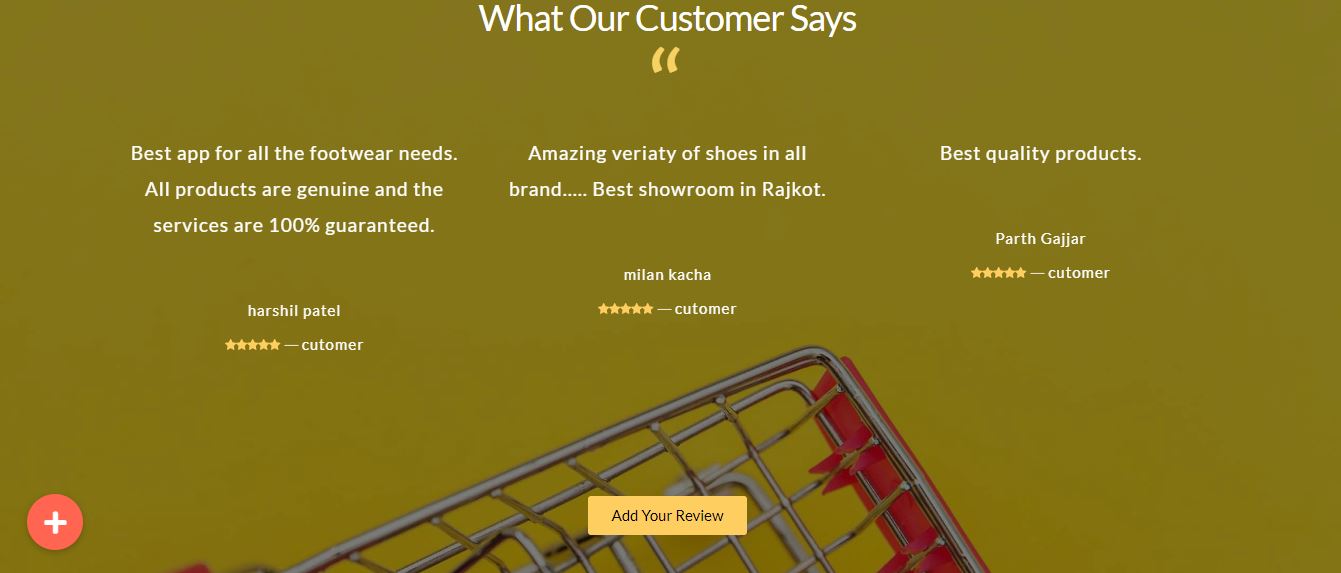 What Our Customer Says
“
Best app for all the footwear needs.
All products are genuine and the
services are 100% guaranteed.
harshil patel
★★★★★ — cutomer
Amazing veriaty of shoes in all
brand..... Best showroom in Rajkot.
milan kacha
★★★★★ — cutomer
Best quality products.
Parth Gajjar
★★★★★ — cutomer
Add Your Review